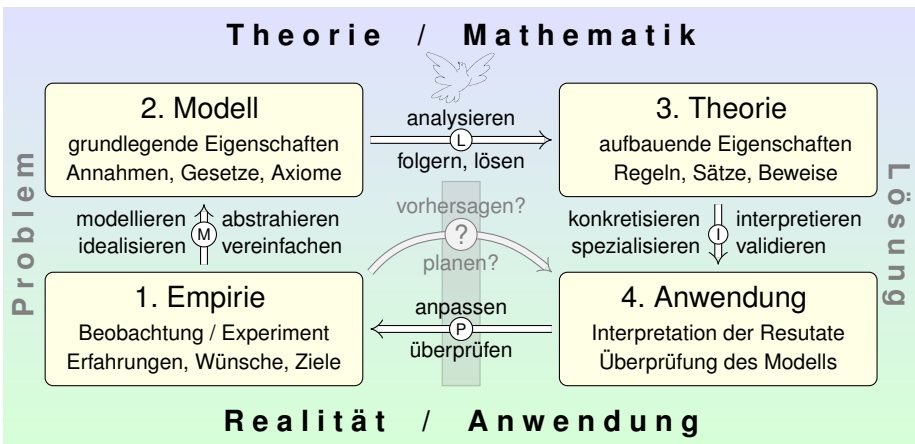 Theorie / Mathematik
Problem
Lösung
2. Modell
grundlegende Eigenschaften
Annahmen, Gesetze, Axiome
analysieren
L
folgern, lösen
3. Theorie
aufbauende Eigenschaften
Regeln, Sätze, Beweise
modellieren abstrahieren
M
idealisieren vereinfachen
vorhersagen?
?
planen?
konkretisieren interpretieren
I
spezialisieren validieren
1. Empirie
Beobachtung / Experiment
Erfahrungen, Wünsche, Ziele
anpassen
P
überprüfen
4. Anwendung
Interpretation der Resutate
Überprüfung des Modells
Realität / Anwendung